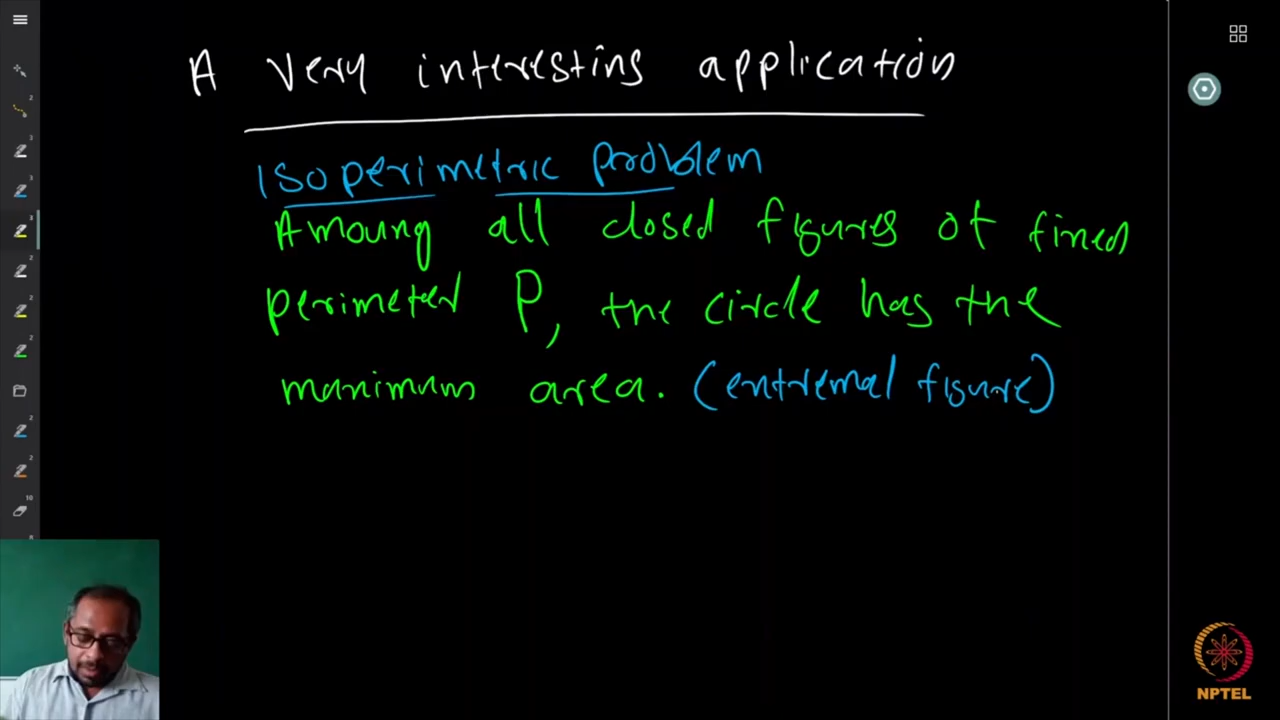 A very interesting application
Isoperimetric problem
Amoung all closed figures of fixed
perimeter P, the circle has the
maximum area. (extremal figure)
NPTEL